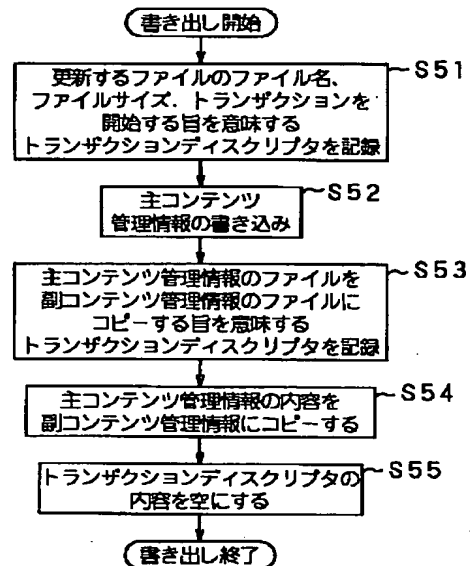 書き出し開始
更新するファイルのファイル名、
ファイルサイズ、トランザクションを
開始する旨を意味する
トランザクションディスクリプタを記録
S51
主コンテンツ
管理情報の書き込み
S52
主コンテンツ管理情報のファイルを
副コンテンツ管理情報のファイルに
コピーする旨を意味する
トランザクションディスクリプタを記録
S53
主コンテンツ管理情報の内容を
副コンテンツ管理情報にコピーする
S54
トランザクションディスクリプタの
内容を空にする
S55
書き出し終了